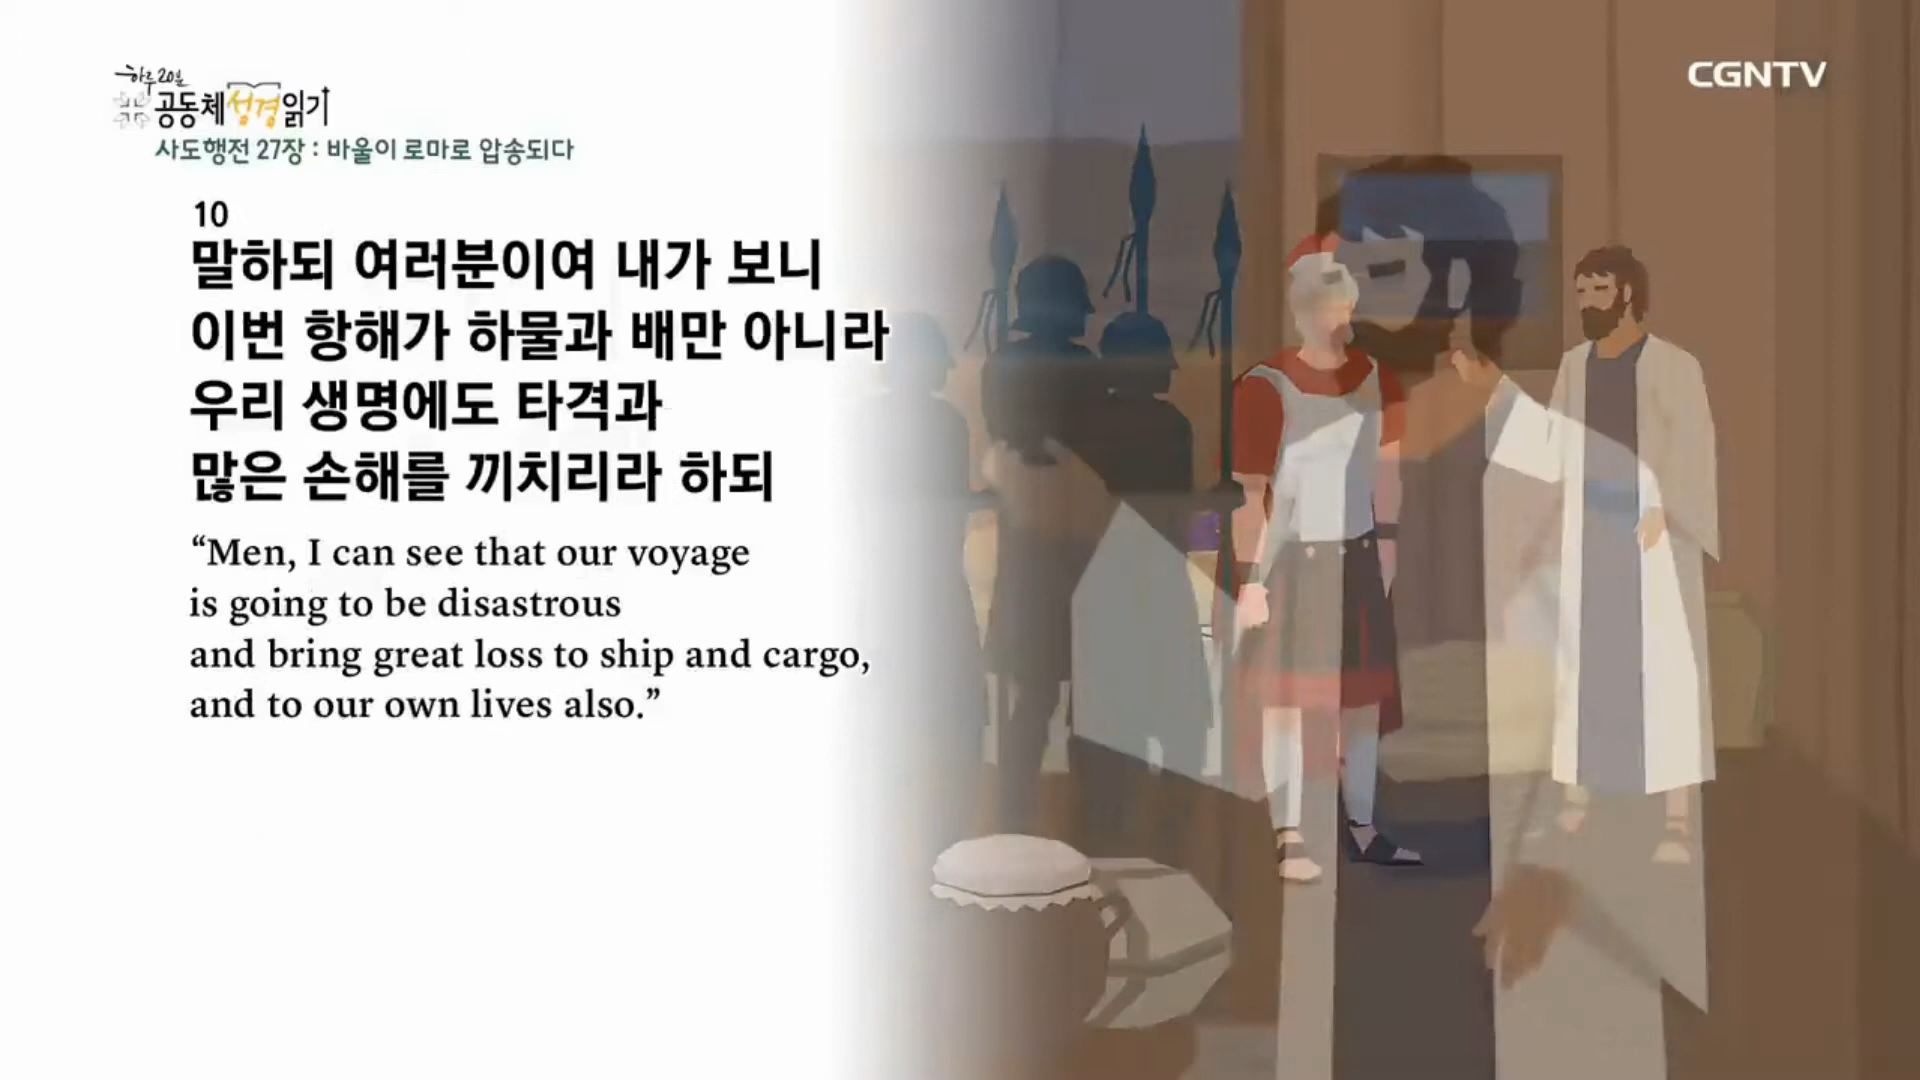 하루20분
공동체성경읽기
CGNTV
사도행전 27장 : 바울이 로마로 압송되다
10
말하되 여러분이여 내가 보니
이번 항해가 하물과 배만 아니라
우리 생명에도 타격과
많은 손해를 끼치리라 하되
“Men, I can see that our voyage
is going to be disastrous
and bring great loss to ship and cargo,
and to our own lives also.”